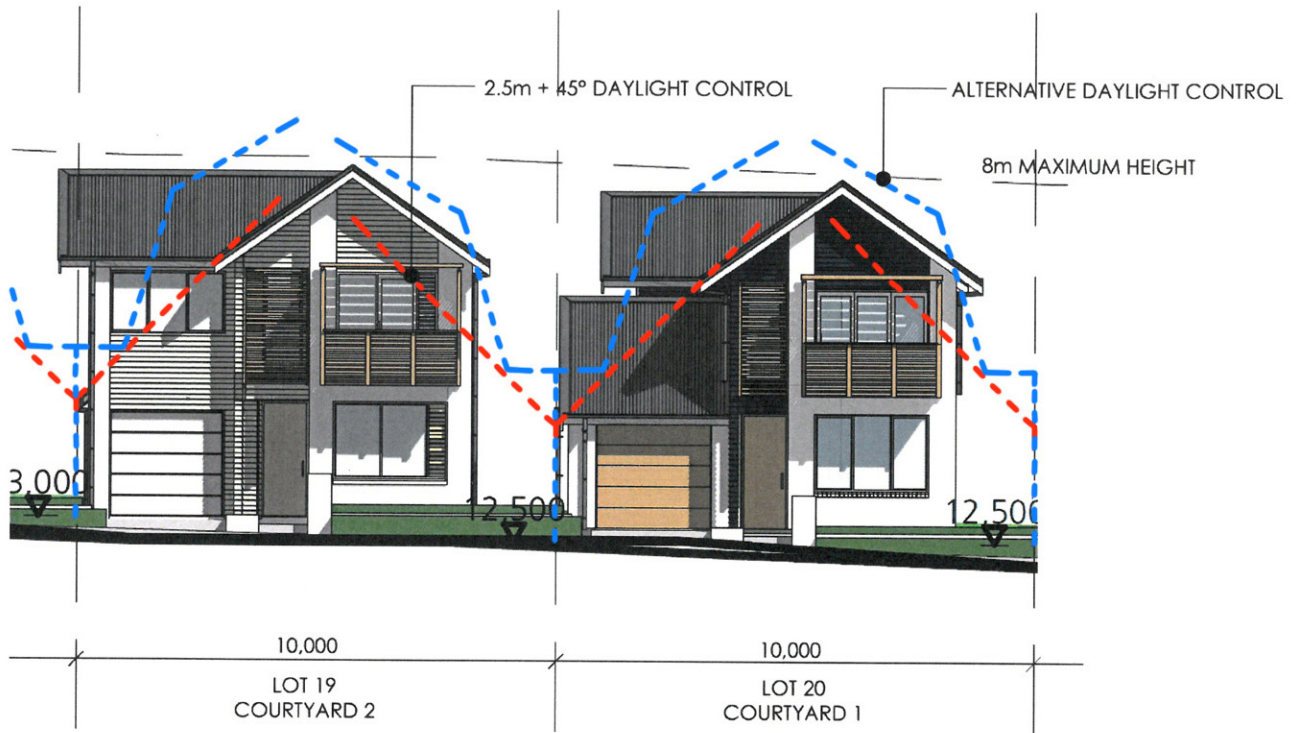 2.5m + 45° DAYLIGHT CONTROL
ALTERNATIVE DAYLIGHT CONTROL
8m MAXIMUM HEIGHT
3,000
12,500
12,500
10,000
10,000
LOT 19
COURTYARD 2
LOT 20
COURTYARD 1